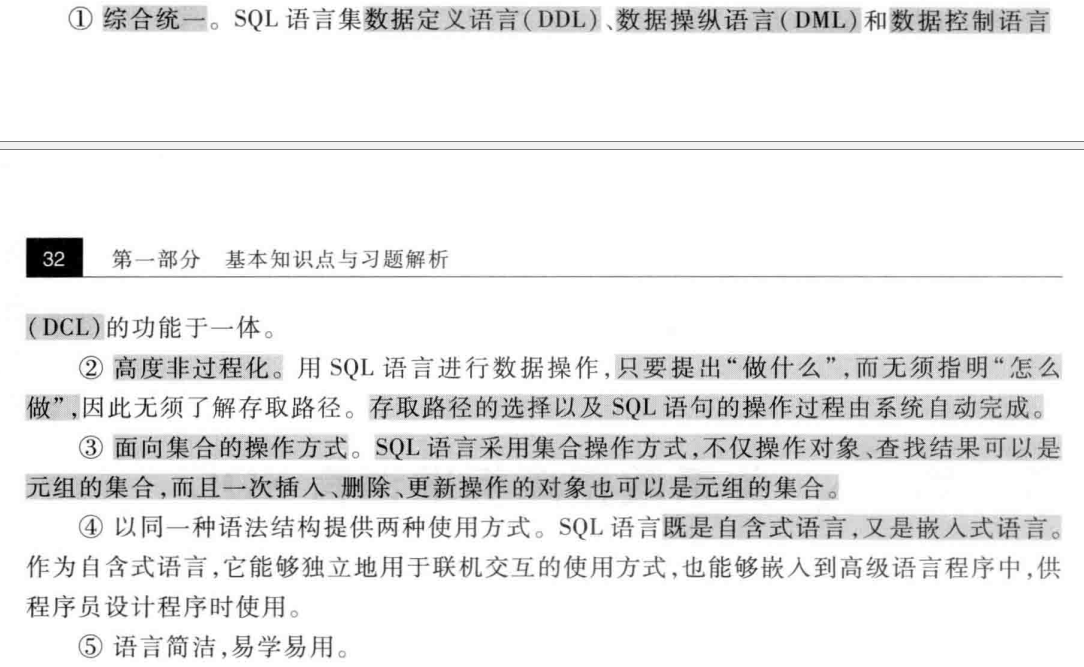 ① 综合统一。SQL 语言集数据定义语言(DDL)、数据操纵语言(DML)和数据控制语言
32 第一部分 基本知识点与习题解析
(DCL)的功能于一体。
② 高度非过程化。用 SQL 语言进行数据操作,只要提出“做什么”,而无须指明“怎么
做”,因此无须了解存取路径。存取路径的选择以及 SQL 语句的操作过程由系统自动完成。
③ 面向集合的操作方式。SQL 语言采用集合操作方式,不仅操作对象、查找结果可以是
元组的集合,而且一次插入、删除、更新操作的对象也可以是元组的集合。
④ 以同一种语法结构提供两种使用方式。SQL 语言既是自含式语言,又是嵌入式语言。
作为自含式语言,它能够独立地用于联机交互的使用方式,也能够嵌入到高级语言程序中,供
程序员设计程序时使用。
⑤ 语言简洁,易学易用。